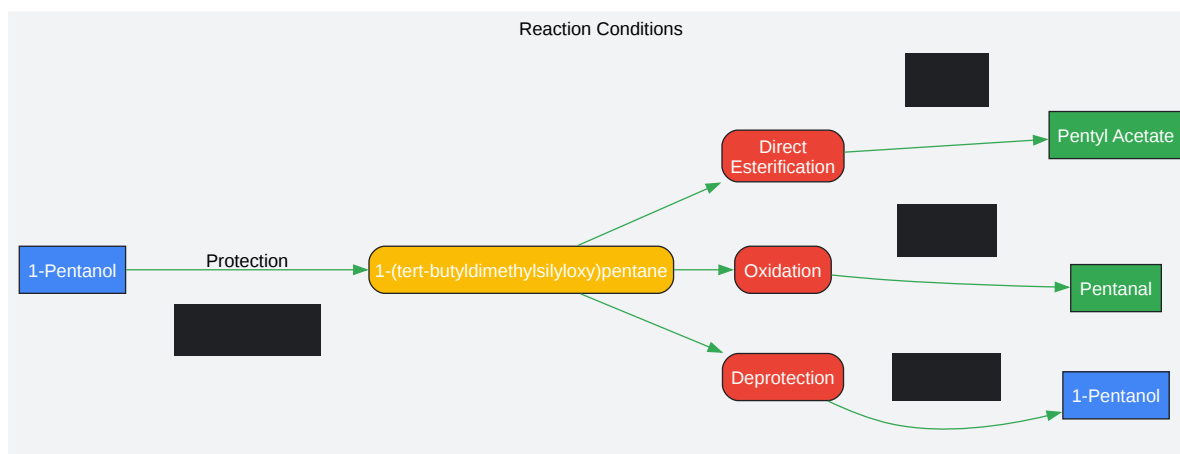 Reaction Conditions
1-Pentanol
Protection
1-(tert-butyldimethylsilyloxy)pentane
Direct
Esterification
Pentyl Acetate
Oxidation
Pentanal
Deprotection
1-Pentanol